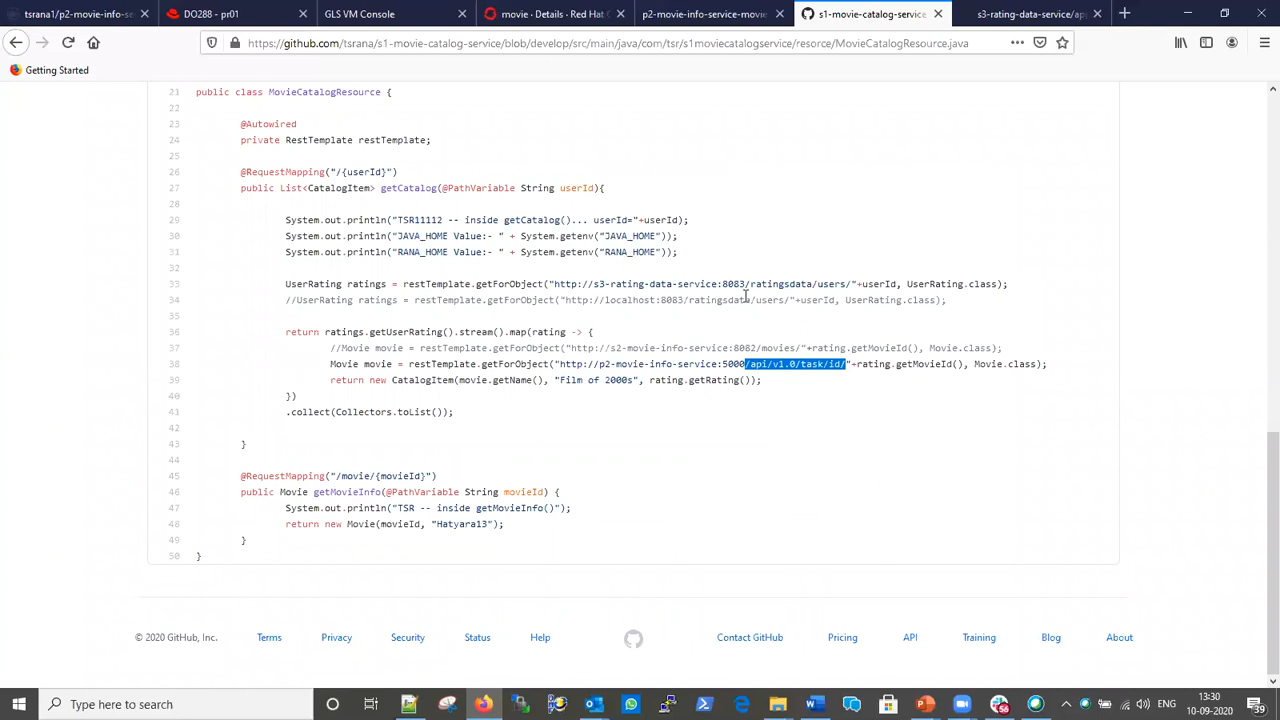 tsrana1/p2-movie-info-id:
DO288 - pr01
GLS VM Console
movie · Details · Red Hat
p2-movie-info-service-movie
s1-movie-catalog-service
s3-rating-data-service/ap
https://github.com/tsrana/s1-movie-catalog-service/blob/develop/src/main/java/com/tsr/s1moviecatalogservice/resorce/MovieCatalogResource.java
Getting Started
21 public class MovieCatalogResource {
22
23 @Autowired
24 private RestTemplate restTemplate;
25
26 @RequestMapping("/{userId}")
27 public List<CatalogItem> getCatalog(@PathVariable String userId){
28
29 System.out.println("TSR11112 -- inside getCatalog()... userId="+userId);
30 System.out.println("JAVA_HOME Value:- " + System.getenv("JAVA_HOME"));
31 System.out.println("RANA_HOME Value:- " + System.getenv("RANA_HOME"));
32
33 UserRating ratings = restTemplate.getForObject("http://s3-rating-data-service:8083/ratingsdata/users/"+userId, UserRating.class);
34 //UserRating ratings = restTemplate.getForObject("http://localhost:8083/ratingsdata/users/"+userId, UserRating.class);
35
36 return ratings.getUserRating().stream().map(rating -> {
37 //Movie movie = restTemplate.getForObject("http://s2-movie-info-service:8082/movies/"+rating.getMovieId(), Movie.class);
38 Movie movie = restTemplate.getForObject("http://p2-movie-info-service:5000/api/v1.0/task/id/"+rating.getMovieId(), Movie.class);
39 return new CatalogItem(movie.getName(), "Film of 2000s", rating.getRating());
40 })
41 .collect(Collectors.toList());
42
43 }
44
45 @RequestMapping("/movie/{movieId}")
46 public Movie getMovieInfo(@PathVariable String movieId) {
47 System.out.println("TSR -- inside getMovieInfo()");
48 return new Movie(movieId, "Hatyara13");
49 }
50 }
© 2020 GitHub, Inc. Terms Privacy Security Status Help Contact GitHub Pricing API Training Blog About
Type here to search
56
ENG
13:30
10-09-2020
39